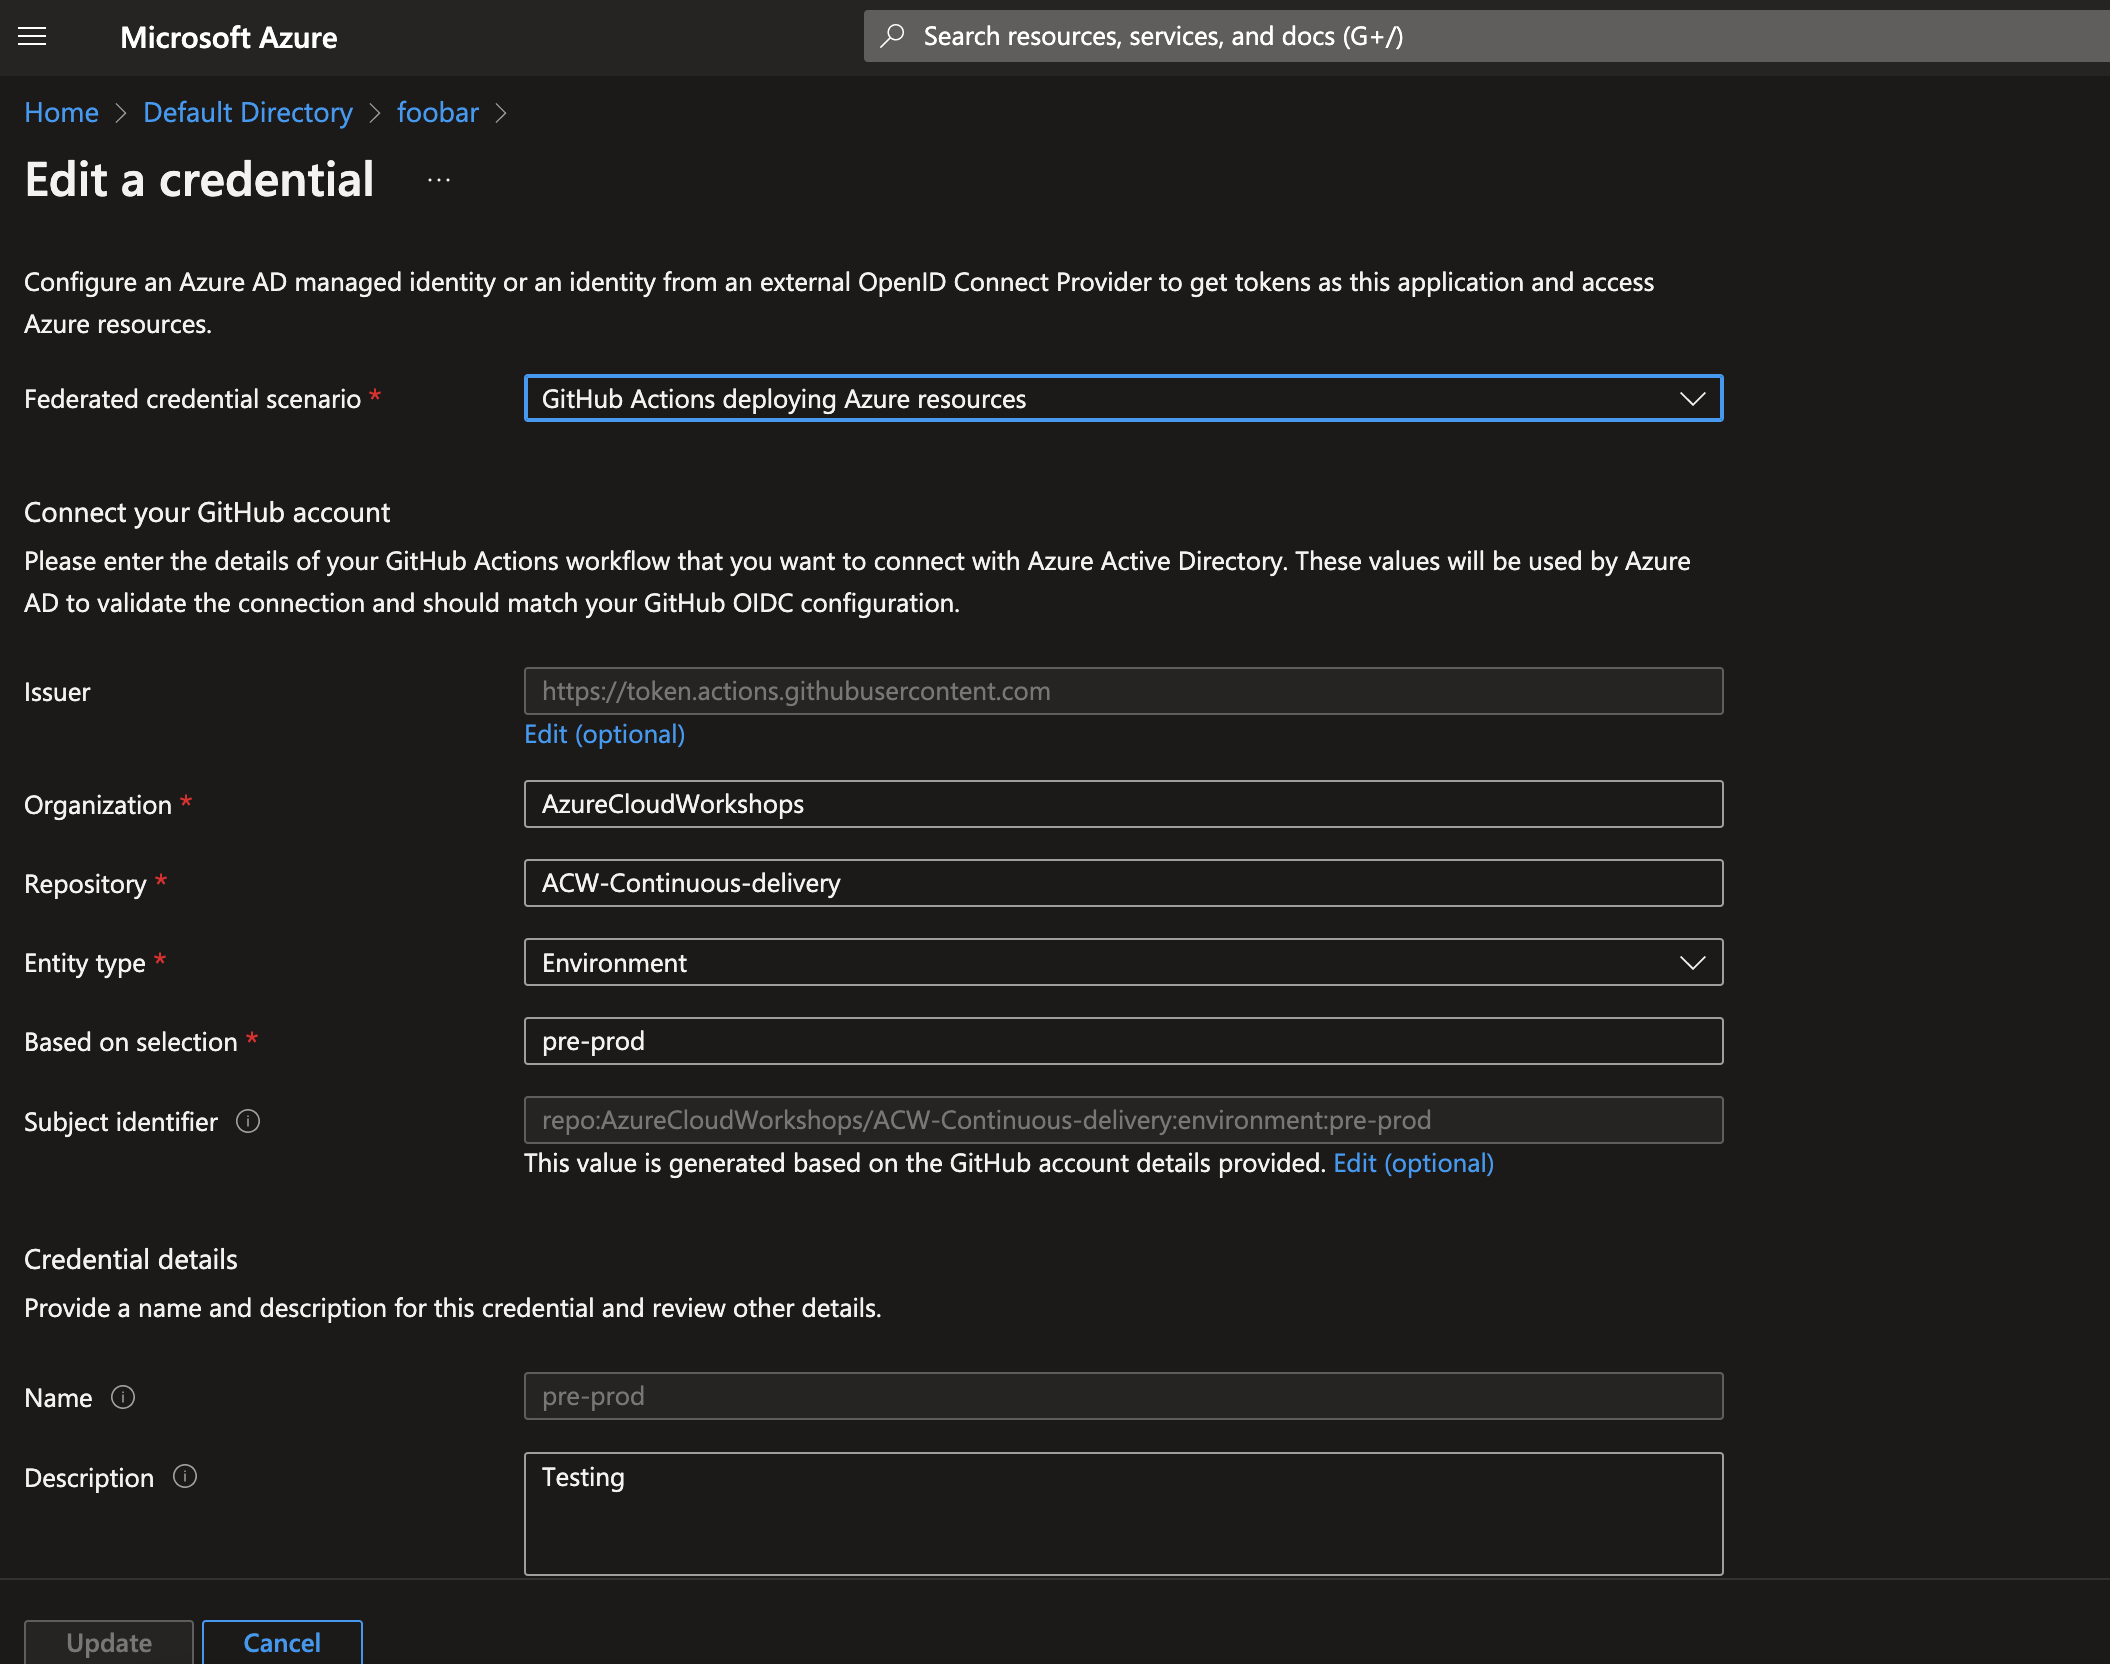 Microsoft Azure
Search resources, services, and docs (G+/)
Home > Default Directory > foobar >
Edit a credential ...
Configure an Azure AD managed identity or an identity from an external OpenID Connect Provider to get tokens as this application and access
Azure resources.
Federated credential scenario *
GitHub Actions deploying Azure resources
Connect your GitHub account
Please enter the details of your GitHub Actions workflow that you want to connect with Azure Active Directory. These values will be used by Azure
AD to validate the connection and should match your GitHub OIDC configuration.
Issuer
https://token.actions.githubusercontent.com
Edit (optional)
Organization *
AzureCloudWorkshops
Repository *
ACW-Continuous-delivery
Entity type *
Environment
Based on selection *
pre-prod
Subject identifier
repo:AzureCloudWorkshops/ACW-Continuous-delivery:environment:pre-prod
This value is generated based on the GitHub account details provided. Edit (optional)
Credential details
Provide a name and description for this credential and review other details.
Name
pre-prod
Description
Testing
Update
Cancel